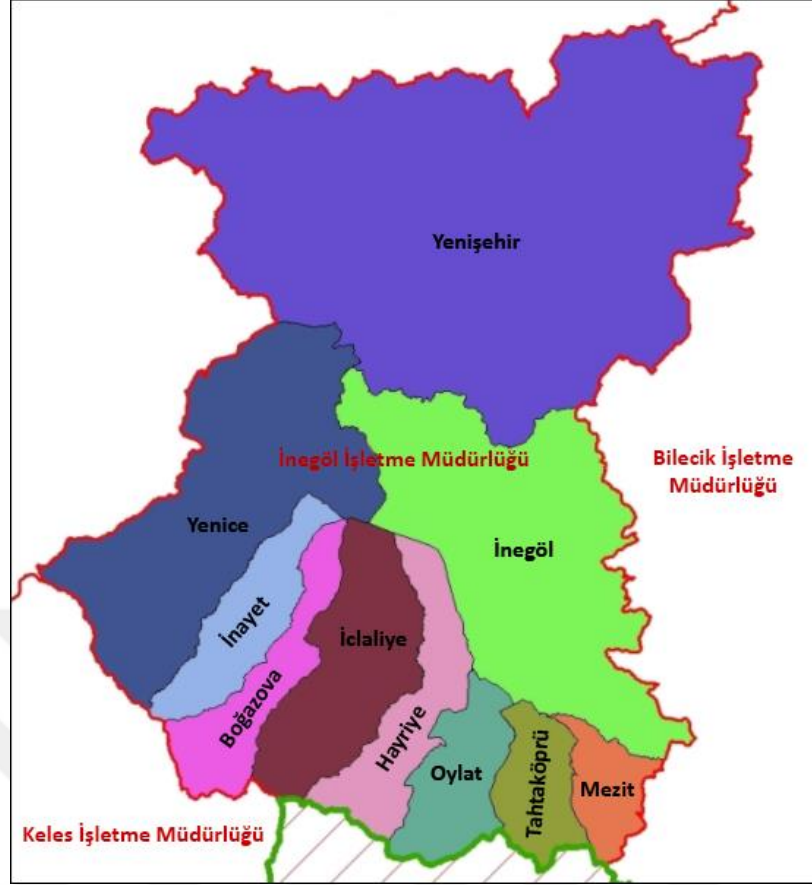 Yenişehir
İnegöl İşletme Müdürlüğü
Bilecik İşletme
Müdürlüğü
Yenice
İnegöl
İnayet
İclaliye
Boğazova
Hayriye
Oylat
Tahtaköprü
Mezit
Keles İşletme Müdürlüğü